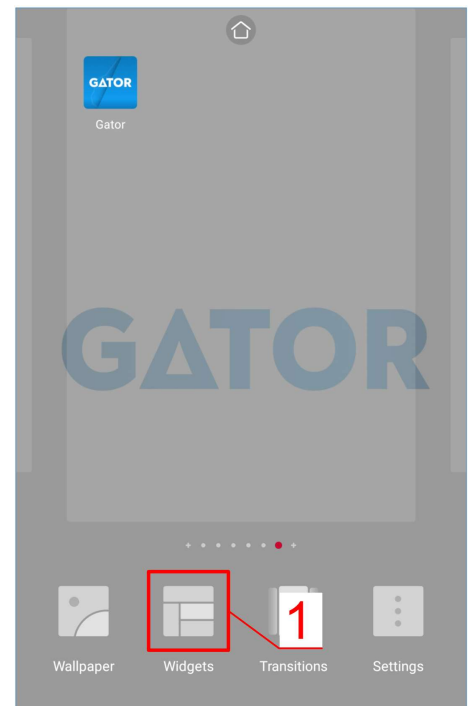 GATOR
Gator
GATOR
1
Wallpaper Widgets Transitions Settings